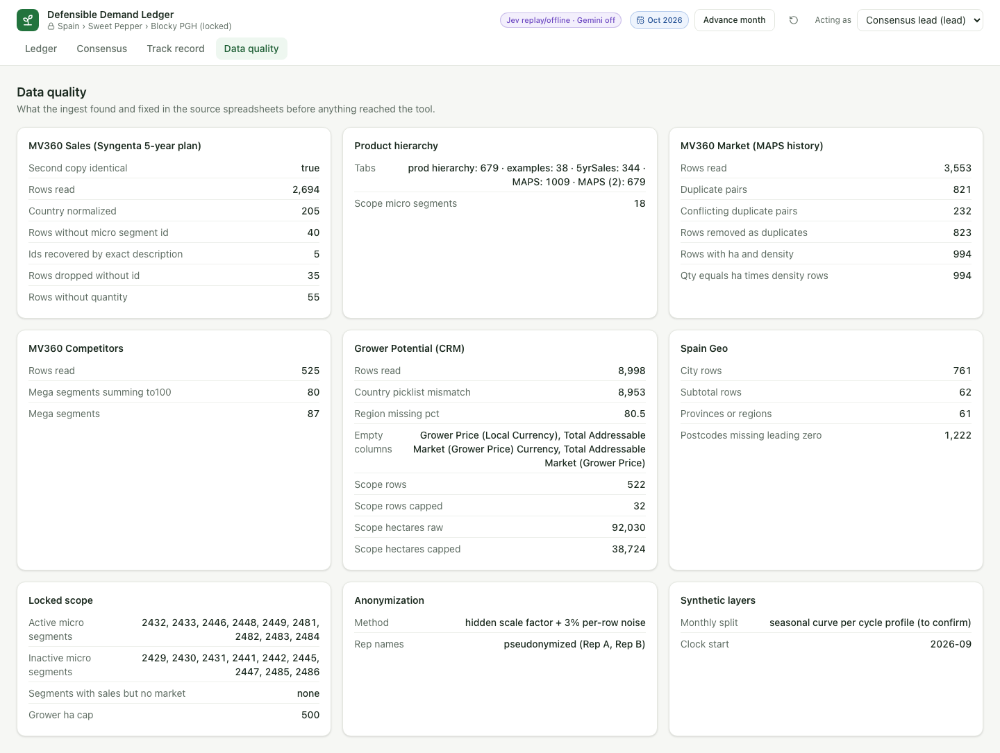 Defensible Demand Ledger
Spain › Sweet Pepper › Blocky PGH (locked)
Jev replay/offline · Gemini off
Oct 2026
Advance month
Acting as
Consensus lead (lead)
Ledger
Consensus
Track record
Data quality
Data quality
What the ingest found and fixed in the source spreadsheets before anything reached the tool.
MV360 Sales (Syngenta 5-year plan)
Second copy identical true
Rows read 2,694
Country normalized 205
Rows without micro segment id 40
Ids recovered by exact description 5
Rows dropped without id 35
Rows without quantity 55
Product hierarchy
Tabs prod hierarchy: 679 · examples: 38 · 5yrSales: 344 ·
MAPS: 1009 · MAPS (2): 679
Scope micro segments 18
MV360 Market (MAPS history)
Rows read 3,553
Duplicate pairs 821
Conflicting duplicate pairs 232
Rows removed as duplicates 823
Rows with ha and density 994
Qty equals ha times density rows 994
MV360 Competitors
Rows read 525
Mega segments summing to100 80
Mega segments 87
Grower Potential (CRM)
Rows read 8,998
Country picklist mismatch 8,953
Region missing pct 80.5
Empty Grower Price (Local Currency), Total Addressable
columns Market (Grower Price) Currency, Total Addressable
Market (Grower Price)
Scope rows 522
Scope rows capped 32
Scope hectares raw 92,030
Scope hectares capped 38,724
Spain Geo
City rows 761
Subtotal rows 62
Provinces or regions 61
Postcodes missing leading zero 1,222
Locked scope
Active micro 2432, 2433, 2446, 2448, 2449, 2481,
segments 2482, 2483, 2484
Inactive micro 2429, 2430, 2431, 2441, 2442, 2445,
segments 2447, 2485, 2486
Segments with sales but no market none
Grower ha cap 500
Anonymization
Method hidden scale factor + 3% per-row noise
Rep names pseudonymized (Rep A, Rep B)
Synthetic layers
Monthly split seasonal curve per cycle profile (to confirm)
Clock start 2026-09